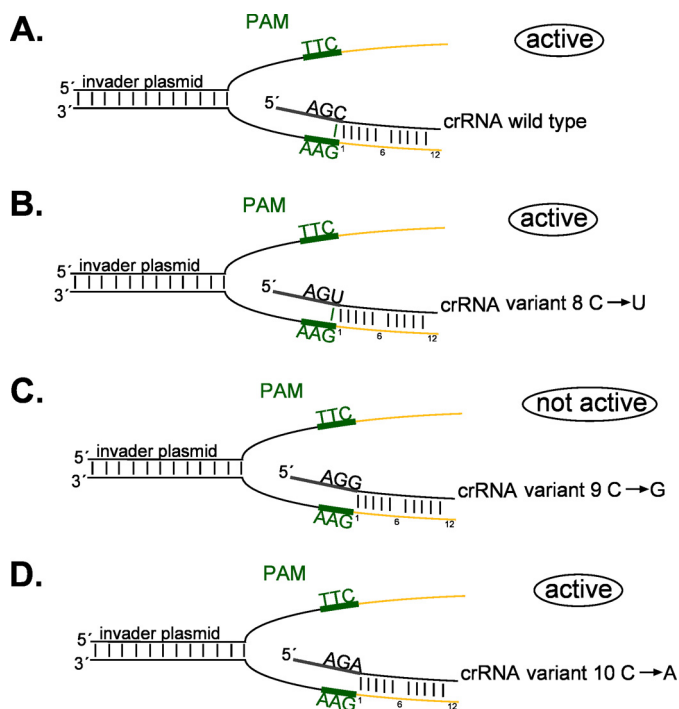 A.
PAM
active
TTC
5´ invader plasmid
3´
5´
AGC
crRNA wild type
AAG
1 6 12
B.
PAM
active
TTC
5´ invader plasmid
3´
5´
AGU
crRNA variant 8 C→U
AAG
1 6 12
C.
PAM
not active
TTC
5´ invader plasmid
3´
5´
AGG
crRNA variant 9 C→G
AAG
1 6 12
D.
PAM
active
TTC
5´ invader plasmid
3´
5´
AGA
crRNA variant 10 C→A
AAG
1 6 12